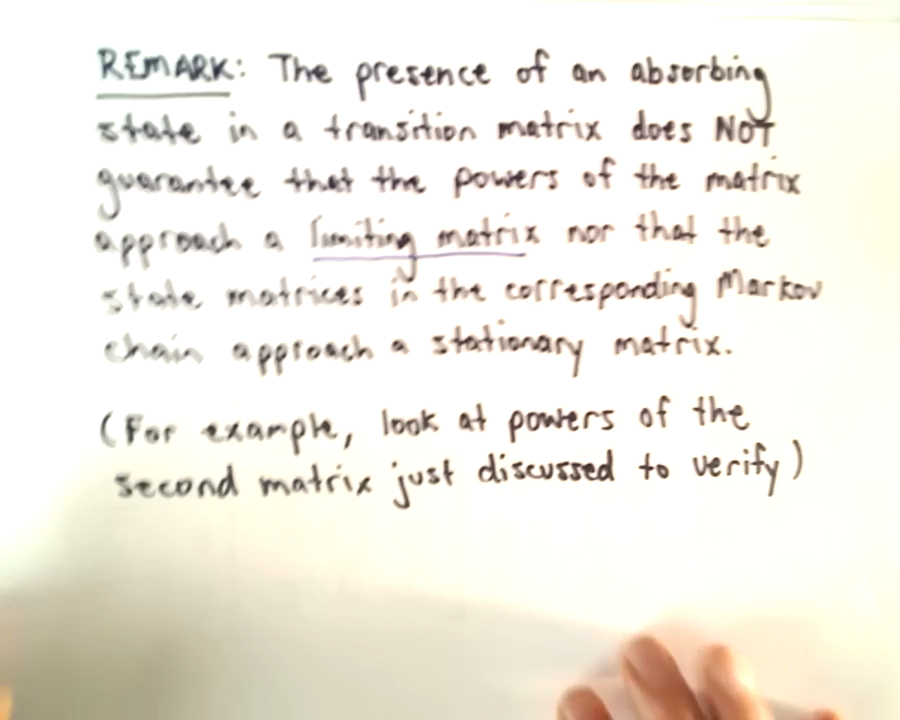 REMARK: The presence of an absorbing
state in a transition matrix does NOT
guarantee that the powers of the matrix
approach a limiting matrix nor that the
state matrices in the corresponding Markov
chain approach a stationary matrix.
(For example, look at powers of the
second matrix just discussed to verify)